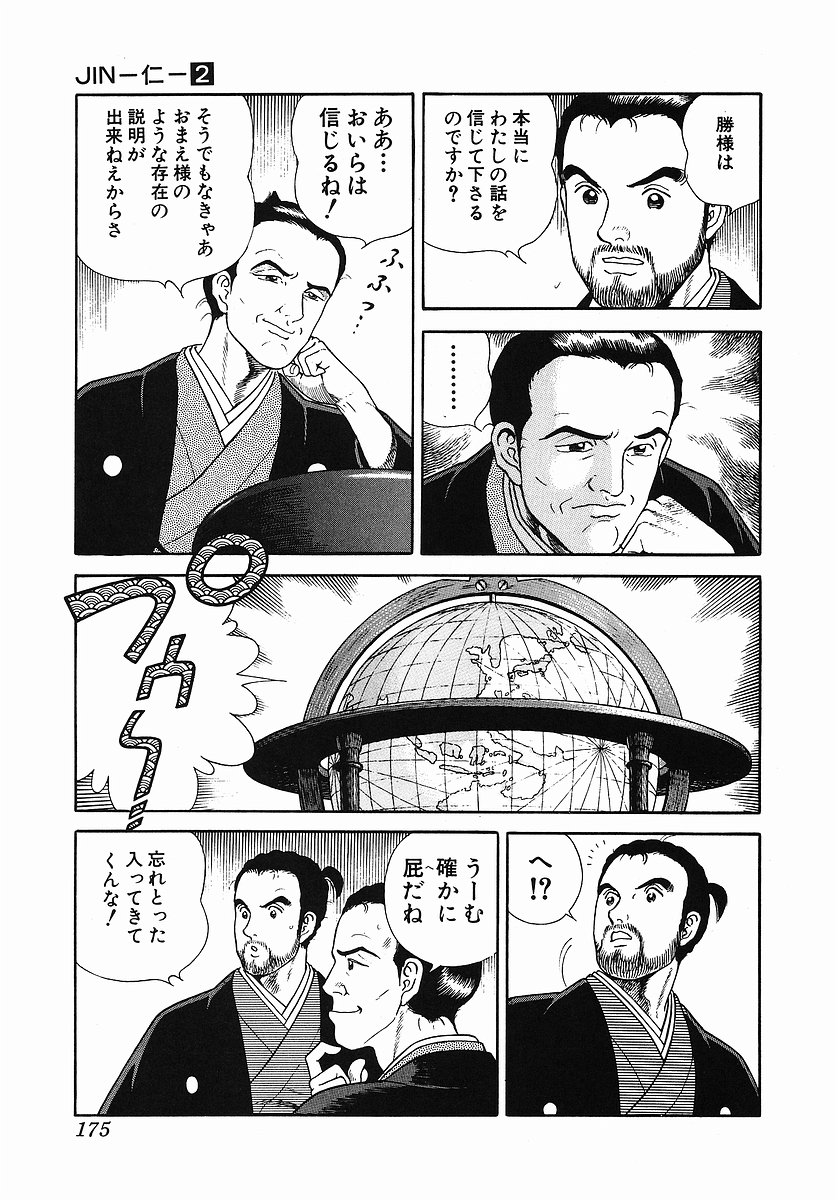 JIN―仁―2
勝様は
本当に
わたしの話を
信じて下さる
のですか？
………
ああ…
おいらは
信じるね！
ふふっ…
そうでもなきゃあ
おまえ様の
ような存在の
説明が
出来ねえからさ
プゥ～！
へ!?
うーむ
確かに
屁だね
へ
忘れとった
入ってきて
くんな！
175